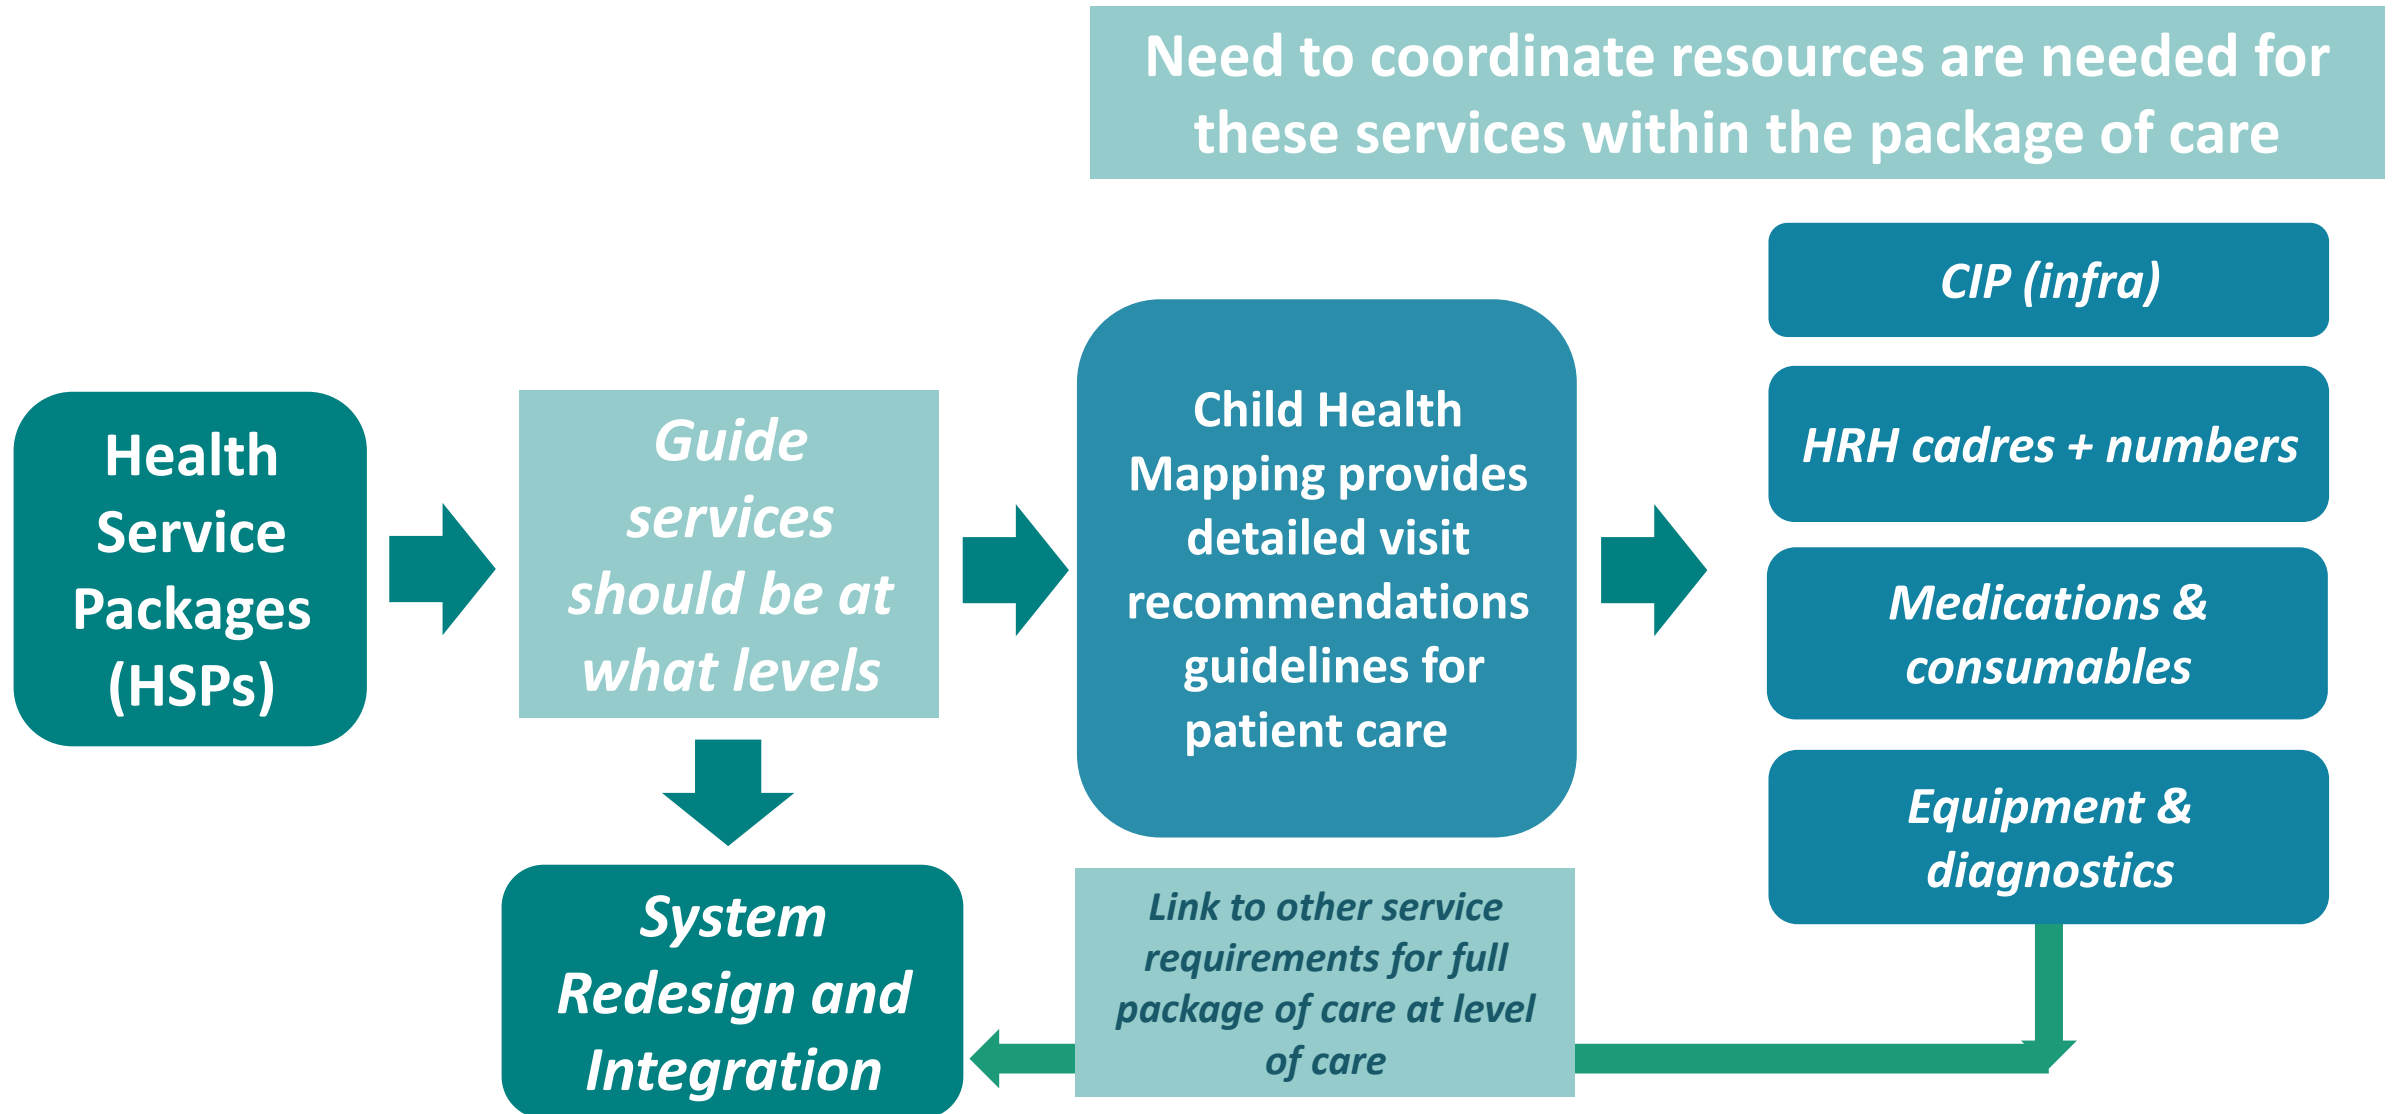 Need to coordinate resources are needed for
these services within the package of care
Health
Service
Packages
(HSPs)
Guide
services
should be at
what levels
Child Health
Mapping provides
detailed visit
recommendations
guidelines for
patient care
CIP (infra)
HRH cadres + numbers
Medications &
consumables
Equipment &
diagnostics
System
Redesign and
Integration
Link to other service
requirements for full
package of care at level
of care